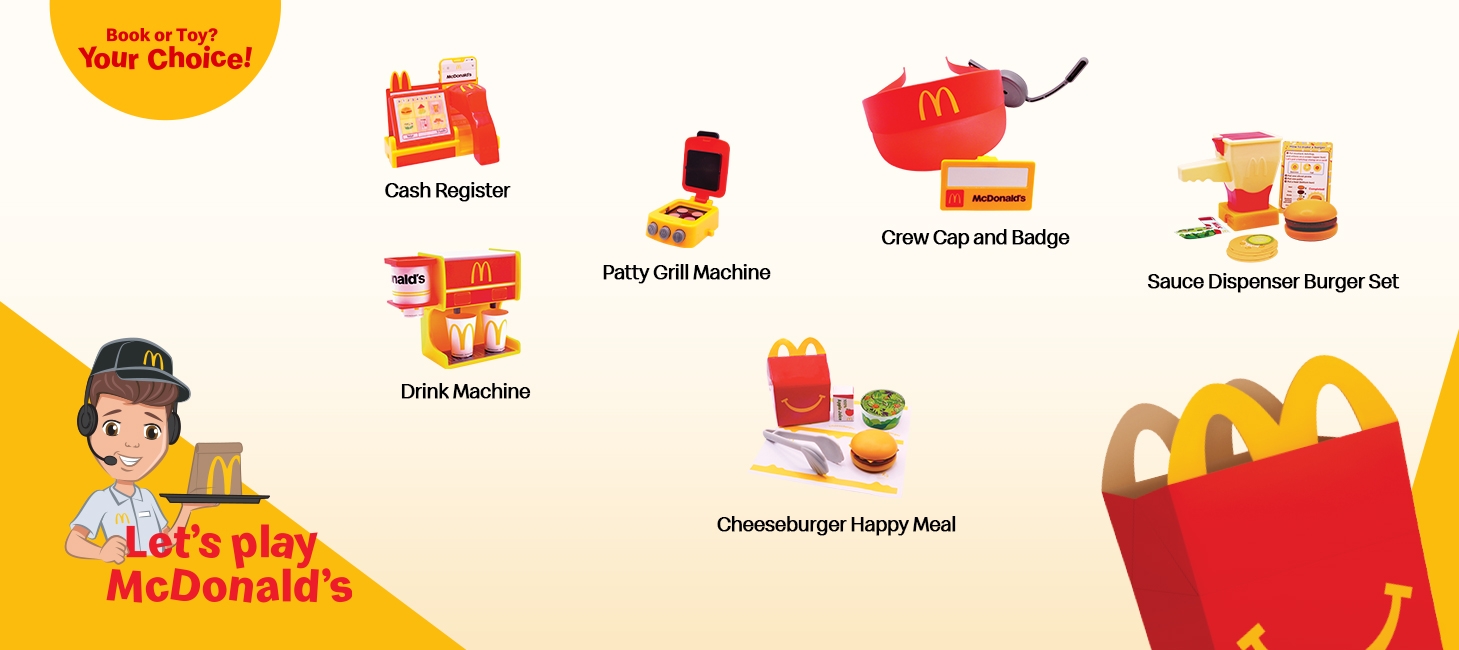 Book or Toy?
Your Choice!
McDonald's
Cash Register
Patty Grill Machine
McDonald's
Crew Cap and Badge
Sauce Dispenser Burger Set
nald's
Drink Machine
Cheeseburger Happy Meal
Let's play
McDonald's